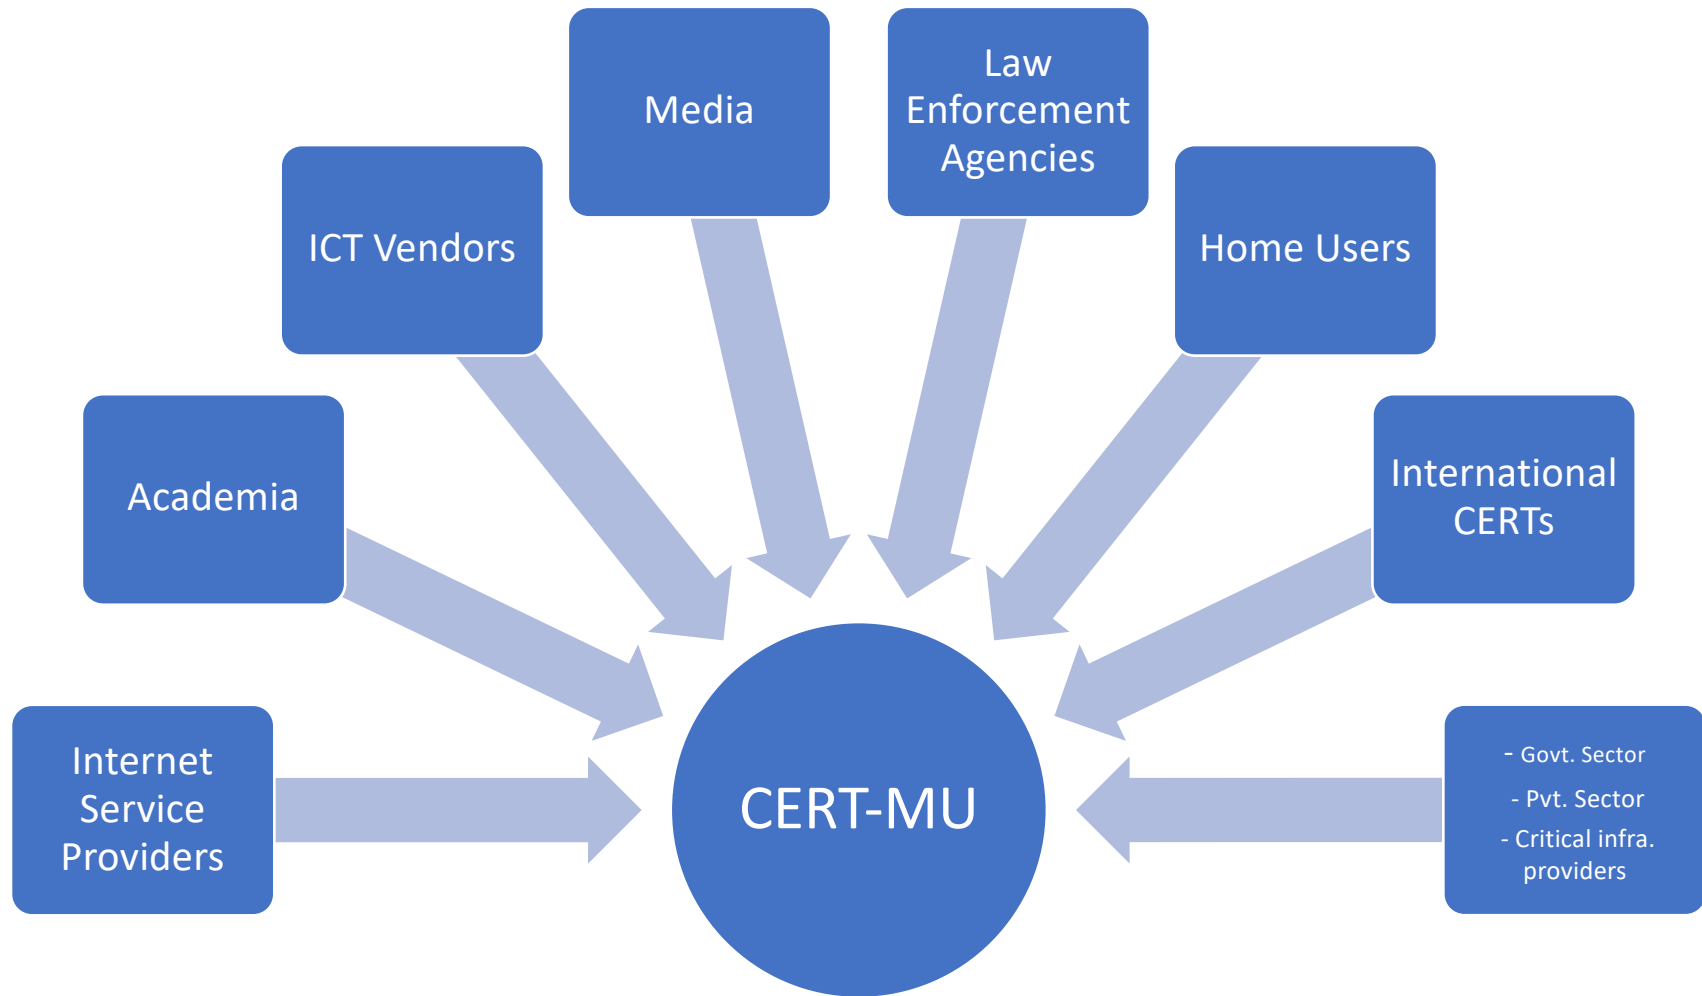 Media
Law
Enforcement
Agencies
ICT Vendors
Home Users
Academia
International
CERTs
Internet
Service
Providers
CERT-MU
- Govt. Sector
- Pvt. Sector
- Critical infra.
providers